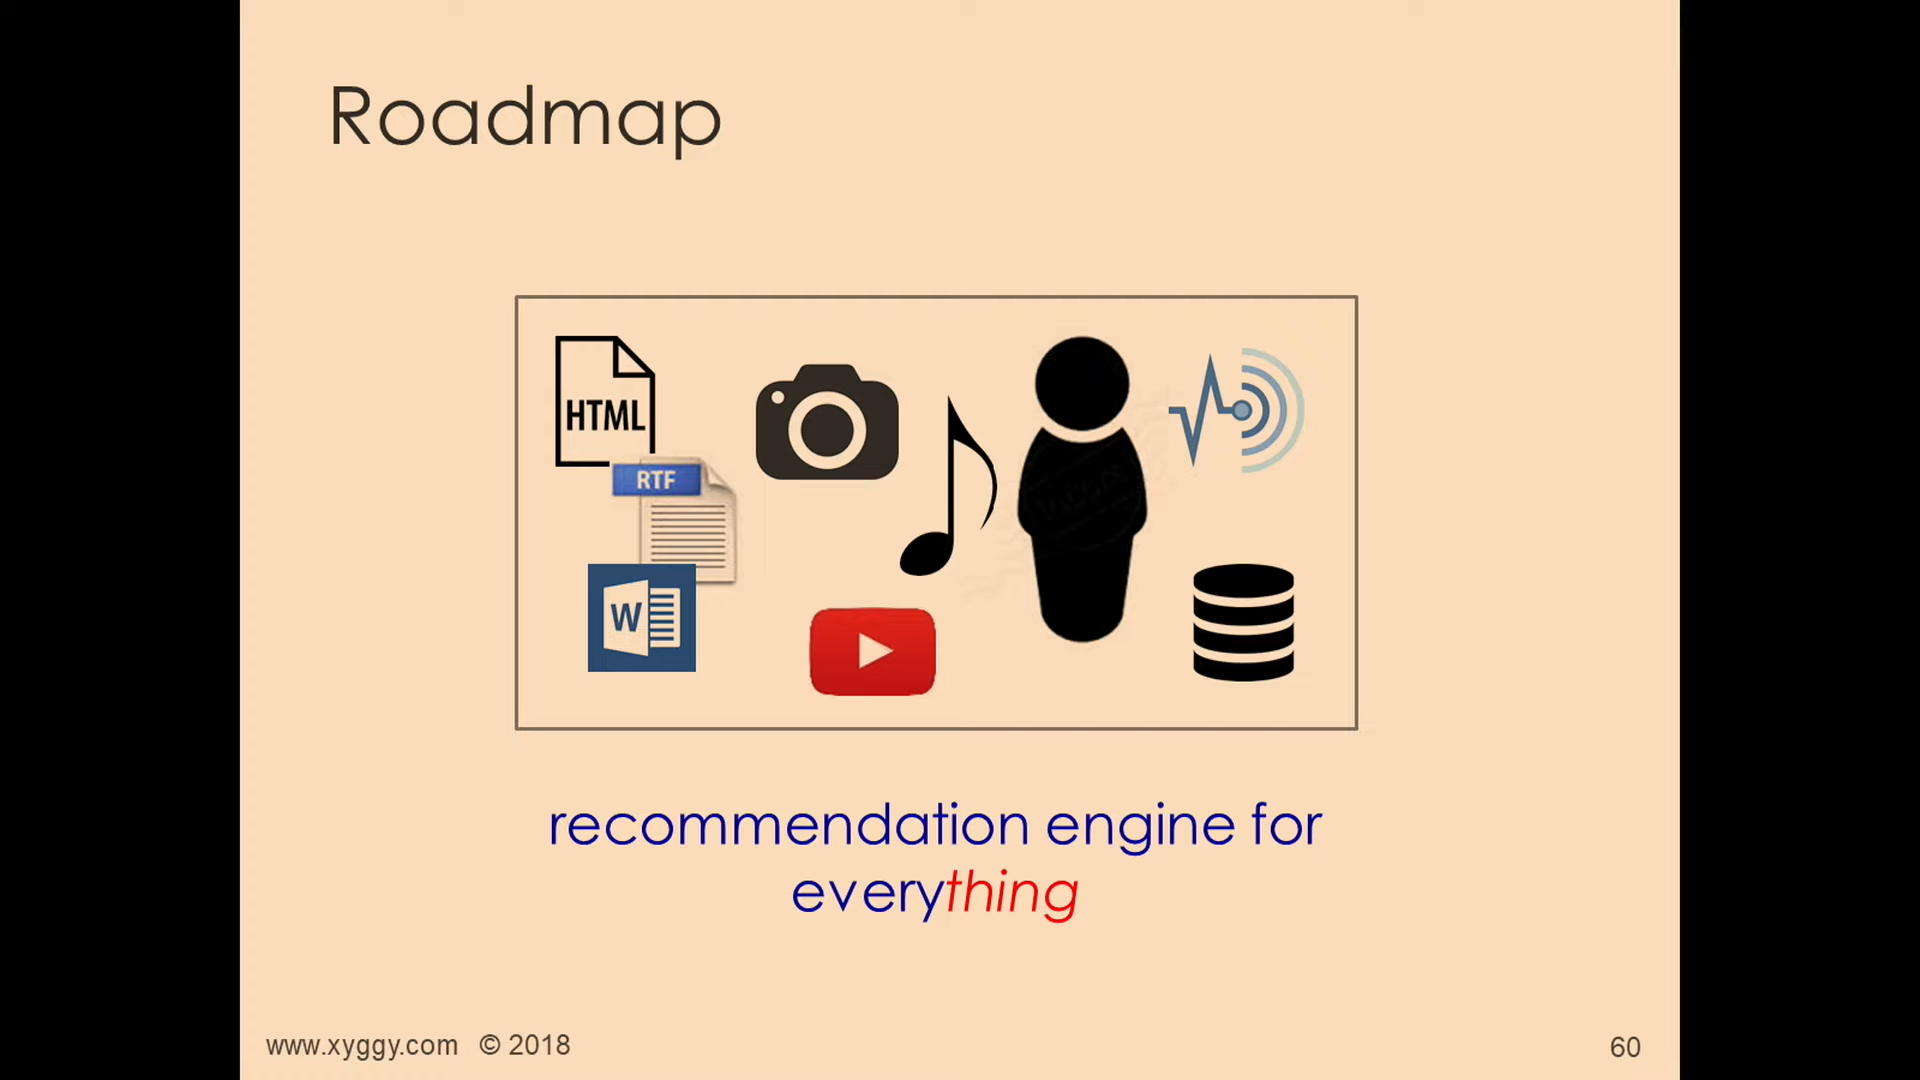 Roadmap
HTML
RTF
W
recommendation engine for
everything
www.xyggy.com © 2018
60